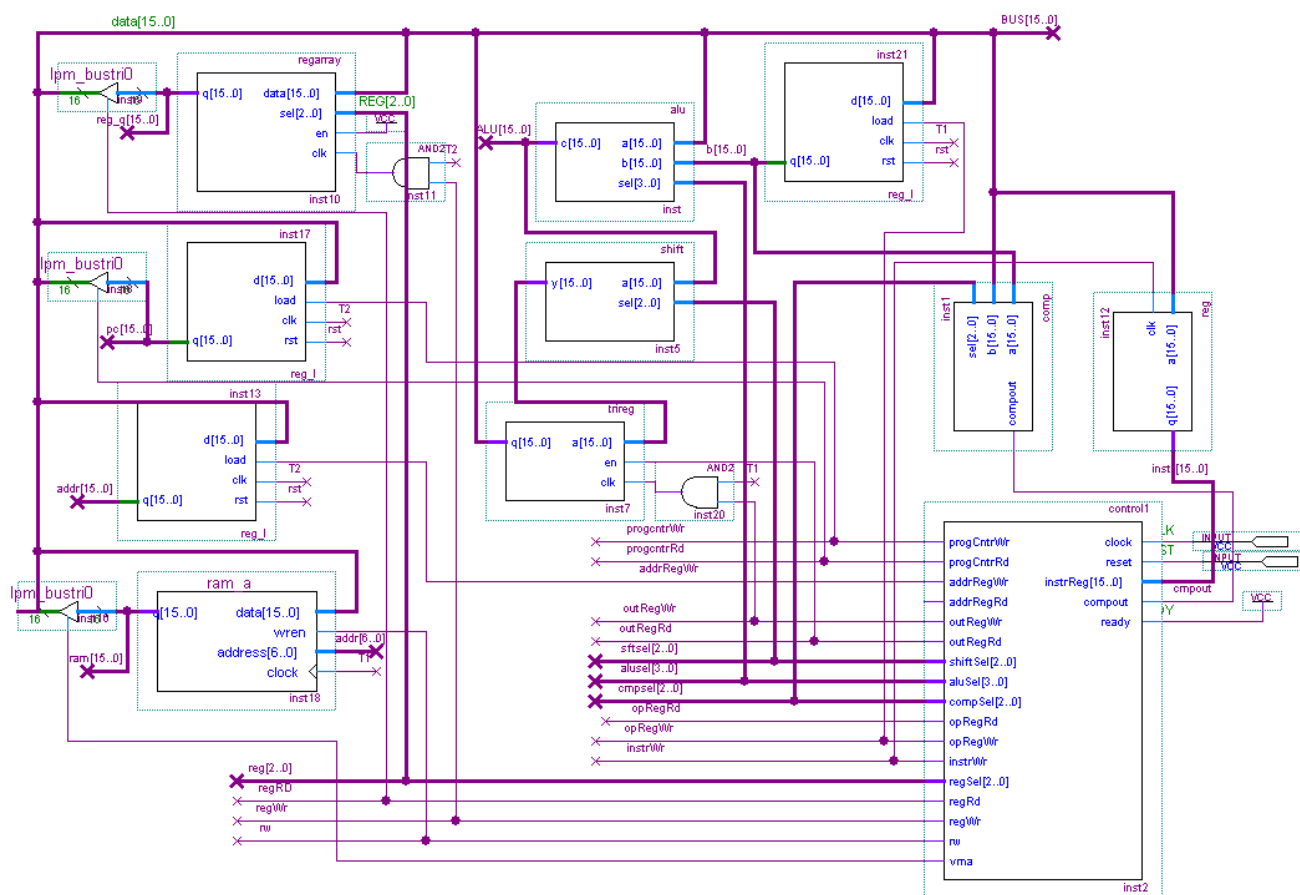 data[15..0]
BUS[15..0]
lpm_bustri0
16
16
inst9
reg_q[15..0]
regarray
q[15..0]
data[15..0]
sel[2..0]
en
clk
inst10
REG[2..0]
VCC
AND2
T2
inst11
ALU[15..0]
alu
c[15..0]
a[15..0]
b[15..0]
sel[3..0]
inst
b[15..0]
inst21
d[15..0]
load
clk
q[15..0]
rst
reg_l
T1
rst
lpm_bustri0
16
16
pc[15..0]
inst17
d[15..0]
load
clk
q[15..0]
rst
reg_l
T2
rst
shift
y[15..0]
a[15..0]
sel[2..0]
inst5
inst1
comp
sel[2..0]
b[15..0]
a[15..0]
compout
inst12
reg
clk
a[15..0]
q[15..0]
inst[15..0]
inst13
d[15..0]
load
clk
q[15..0]
rst
reg_l
addr[15..0]
T2
rst
trireg
q[15..0]
a[15..0]
en
clk
inst7
AND2
T1
inst20
lpm_bustri0
16
16
ram[15..0]
ram_a
q[15..0]
data[15..0]
wren
address[6..0]
clock
inst18
addr[6..0]
T1
progcntrWr
progcntrRd
addrRegWr
outRegWr
outRegRd
sftsel[2..0]
alusel[3..0]
cmpsel[2..0]
opRegRd
opRegWr
instrWr
reg[2..0]
regRD
regWr
rw
control1
progCntrWr
progCntrRd
addrRegWr
addrRegRd
outRegWr
outRegRd
shiftSel[2..0]
aluSel[3..0]
compSel[2..0]
opRegRd
opRegWr
instrWr
regSel[2..0]
regRd
regWr
rw
vma
clock
reset
instrReg[15..0]
compout
ready
inst2
INPUT
VCC
INPUT
VCC
cmpout
VCC